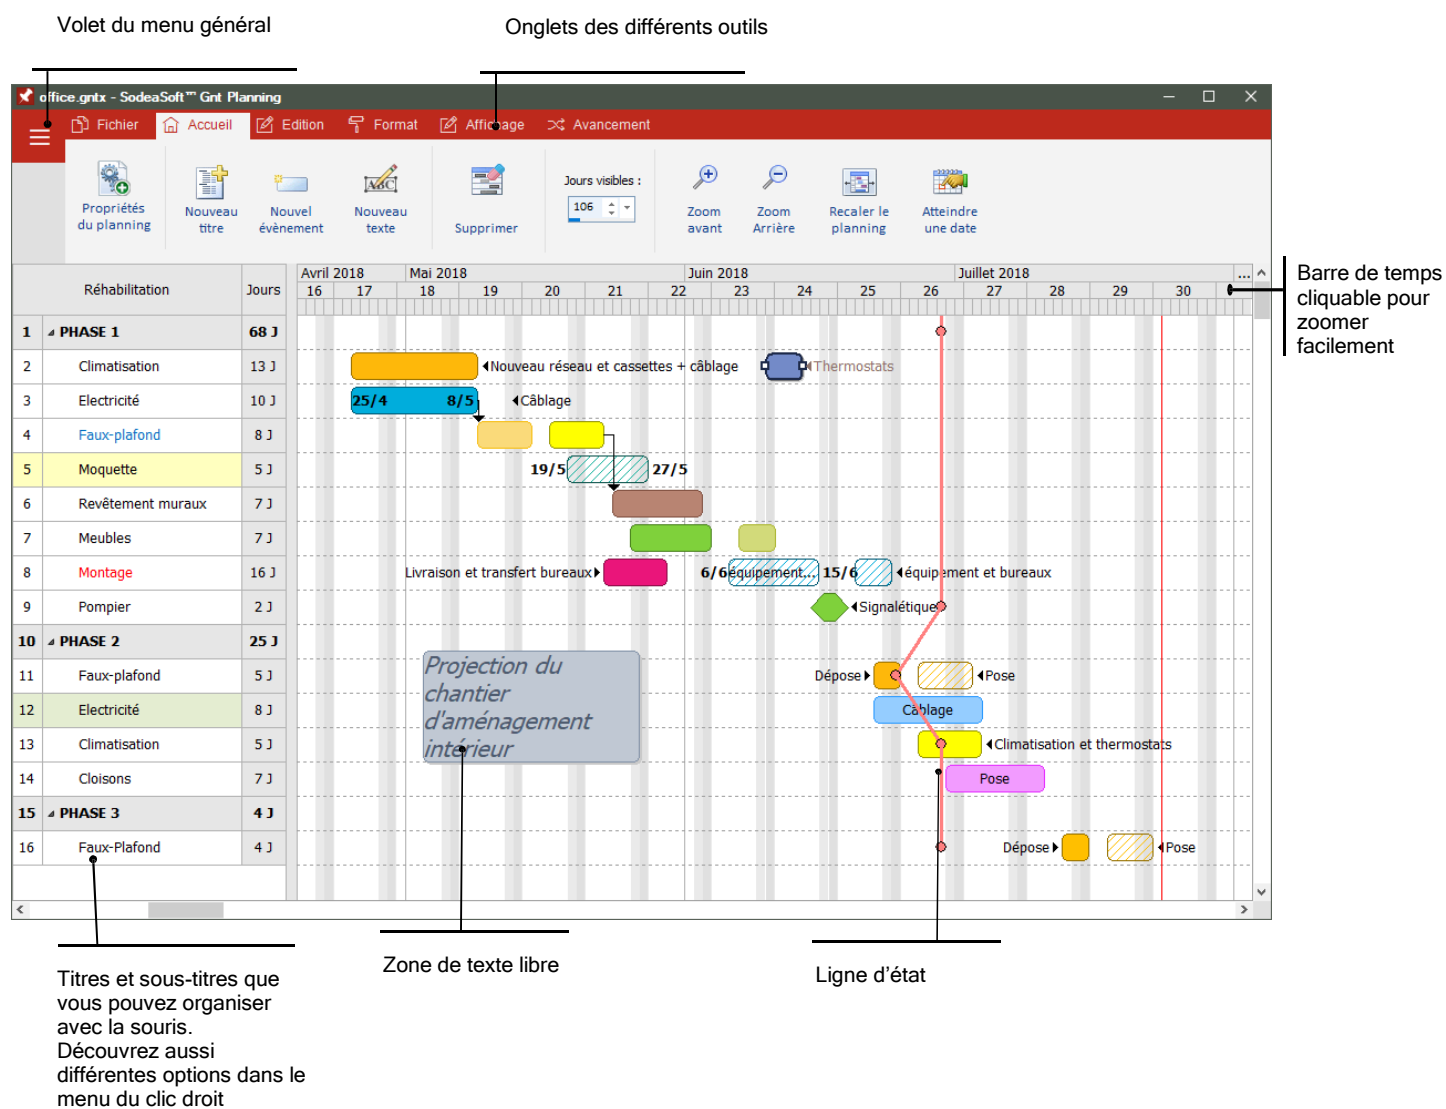 Volet du menu général
Onglets des différents outils
office.gntx - SodeaSoft™ Gnt Planning
Fichier Accueil Edition Format Affichage Avancement
Propriétés
du planning
Nouveau
titre
Nouvel
évènement
ABC
Nouveau
texte
Supprimer
Jours visibles :
106
Zoom
avant
Zoom
Arrière
Recaler le
planning
Atteindre
une date
Réhabilitation Jours
Avril 2018 Mai 2018 Juin 2018 Juillet 2018 ...
16 17 18 19 20 21 22 23 24 25 26 27 28 29 30
Barre de temps
cliquable pour
zoomer
facilement
1 PHASE 1 68 J
2 Climatisation 13 J Nouveau réseau et cassettes + câblage Thermostats
3 Electricité 10 J 25/4 8/5 Câblage
4 Faux-plafond 8 J
5 Moquette 5 J 19/5 27/5
6 Revêtement muraux 7 J
7 Meubles 7 J
8 Montage 16 J Livraison et transfert bureaux 6/6 équipement... 15/6 équipement et bureaux
9 Pompier 2 J Signalétique
10 PHASE 2 25 J
11 Faux-plafond 5 J Dépose Pose
12 Electricité 8 J Câblage
13 Climatisation 5 J Climatisation et thermostats
14 Cloisons 7 J Pose
15 PHASE 3 4 J
16 Faux-Plafond 4 J Dépose Pose
Projection du
chantier
d'aménagement
intérieur
Titres et sous-titres que
vous pouvez organiser
avec la souris.
Découvrez aussi
différentes options dans le
menu du clic droit
Zone de texte libre
Ligne d’état